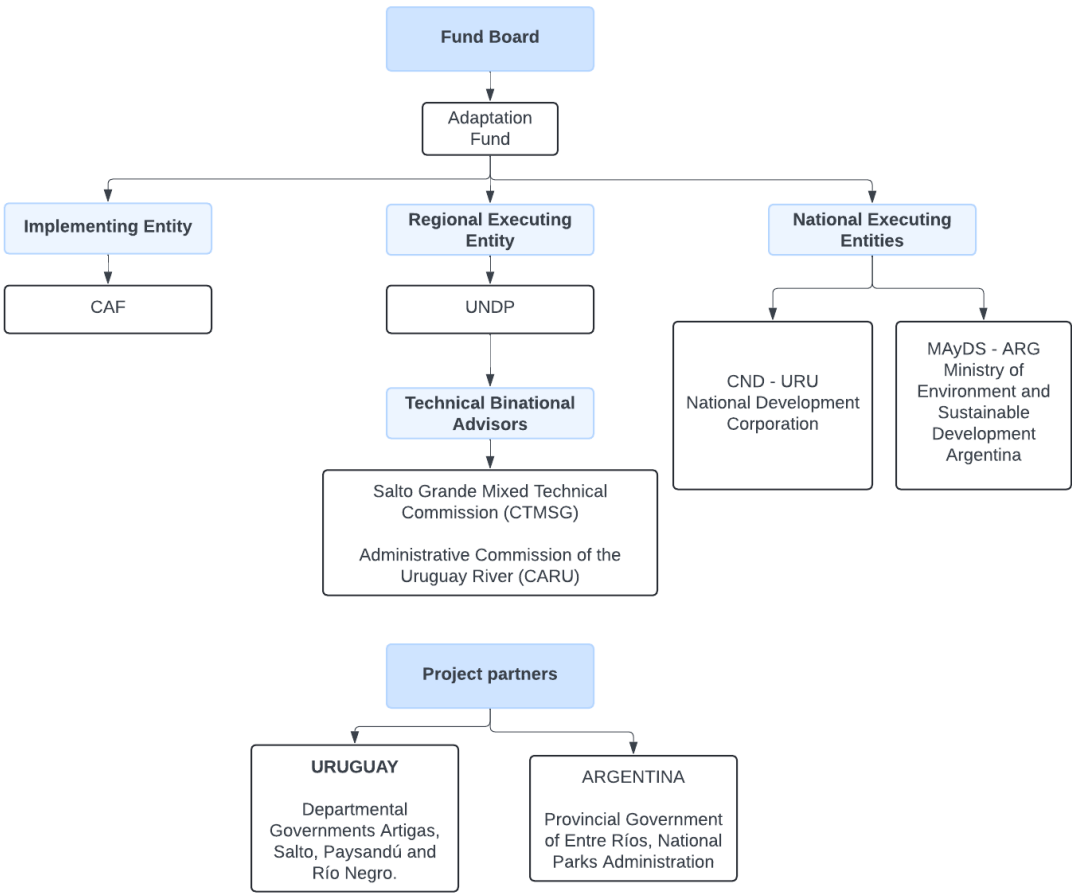 Fund Board
Adaptation
Fund
Implementing Entity
Regional Executing
Entity
National Executing
Entities
CAF
UNDP
CND - URU
National Development
Corporation
MAyDS - ARG
Ministry of
Environment and
Sustainable
Development
Argentina
Technical Binational
Advisors
Salto Grande Mixed Technical
Commission (CTMSG)
Administrative Commission of the
Uruguay River (CARU)
Project partners
URUGUAY
Departmental
Governments Artigas,
Salto, Paysandú and
Río Negro.
ARGENTINA
Provincial Government
of Entre Ríos, National
Parks Administration